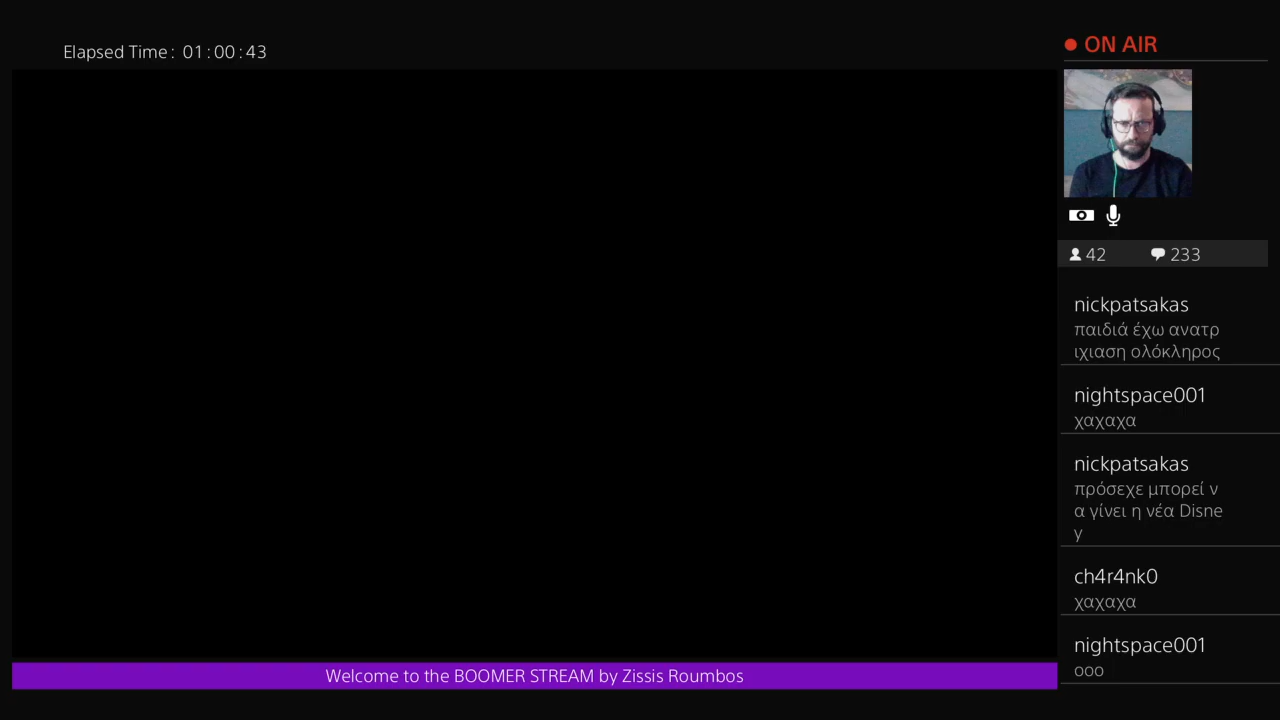 Elapsed Time: 01:00:43
ON AIR
42 233
nickpatsakas
παιδιά έχω ανατρ
ιχιαση ολόκληρος
nightspace001
χαχαχα
nickpatsakas
πρόσεχε μπορεί ν
α γίνει η νέα Disne
y
ch4r4nk0
χαχαχα
nightspace001
οοο
Welcome to the BOOMER STREAM by Zissis Roumbos